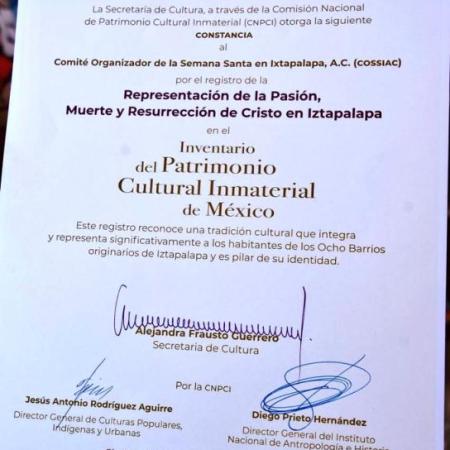 La Secretaría de Cultura, a través de la Comisión Nacional
de Patrimonio Cultural Inmaterial (CNPCI) otorga la siguiente
CONSTANCIA
al
Comité Organizador de la Semana Santa en Ixtapalapa, A.C. (COSSIAC)
por el registro de la
Representación de la Pasión,
Muerte y Resurrección de Cristo en Iztapalapa
en el
Inventario
del Patrimonio
Cultural Inmaterial
de México
Este registro reconoce una tradición cultural que integra
y representa significativamente a los habitantes de los Ocho Barrios
originarios de Iztapalapa y es pilar de su identidad.
Alejandra Frausto Guerrero
Secretaria de Cultura
Por la CNPCI
Jesús Antonio Rodríguez Aguirre
Director General de Culturas Populares,
Indígenas y Urbanas
Diego Prieto Hernández
Director General del Instituto
Nacional de Antropología e Historia